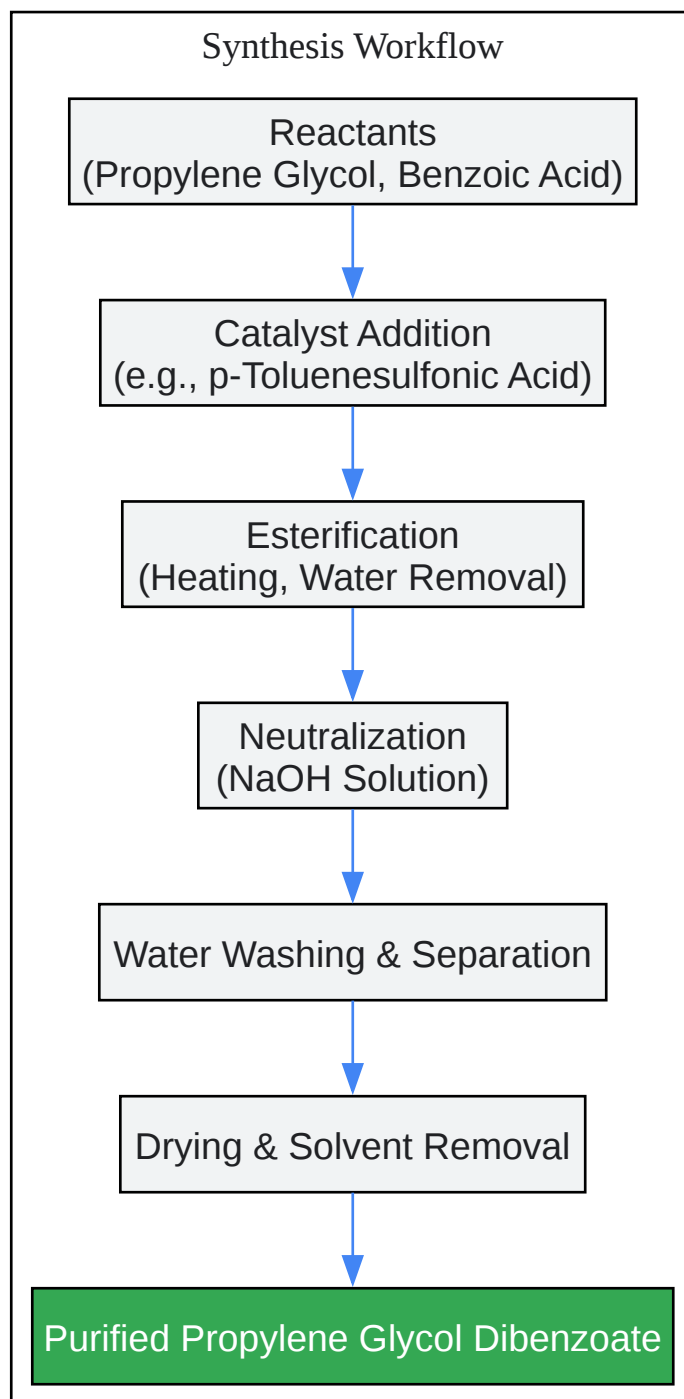 Synthesis Workflow
Reactants
(Propylene Glycol, Benzoic Acid)
Catalyst Addition
(e.g., p-Toluenesulfonic Acid)
Esterification
(Heating, Water Removal)
Neutralization
(NaOH Solution)
Water Washing & Separation
Drying & Solvent Removal
Purified Propylene Glycol Dibenzoate